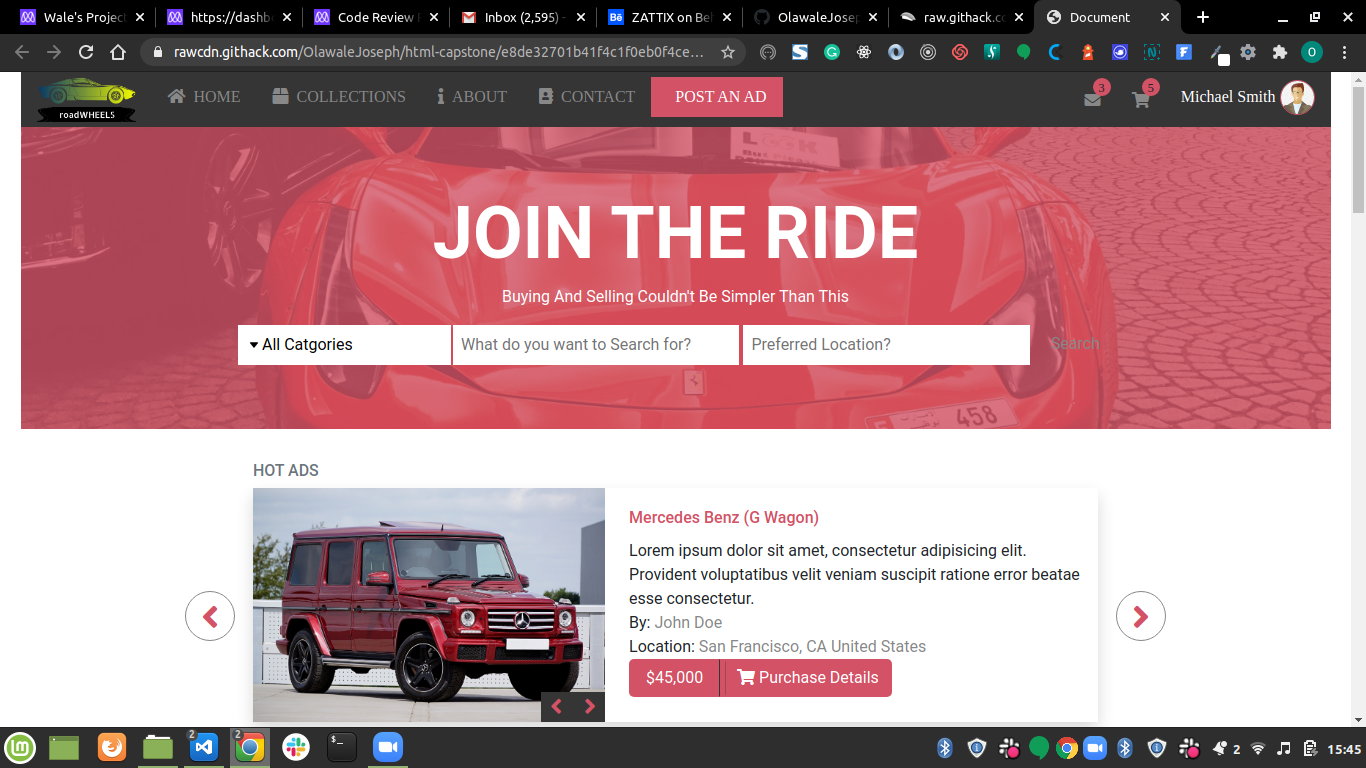 Wale's Project
https://dashb
Code Review
Inbox (2,595) -
Bē ZATTIX on Beh
OlawaleJosep
raw.githack.co
Document
rawcdn.githack.com/OlawaleJoseph/html-capstone/e8de32701b41f4c1f0eb0f4ce...
O
roadWHEELS
HOME
COLLECTIONS
ABOUT
CONTACT
POST AN AD
3
5
Michael Smith
JOIN THE RIDE
Buying And Selling Couldn't Be Simpler Than This
All Catgories
What do you want to Search for?
Preferred Location?
Search
458
HOT ADS
Mercedes Benz (G Wagon)
Lorem ipsum dolor sit amet, consectetur adipisicing elit.
Provident voluptatibus velit veniam suscipit ratione error beatae
esse consectetur.
By: John Doe
Location: San Francisco, CA United States
$45,000
Purchase Details
2
2
2
15:45